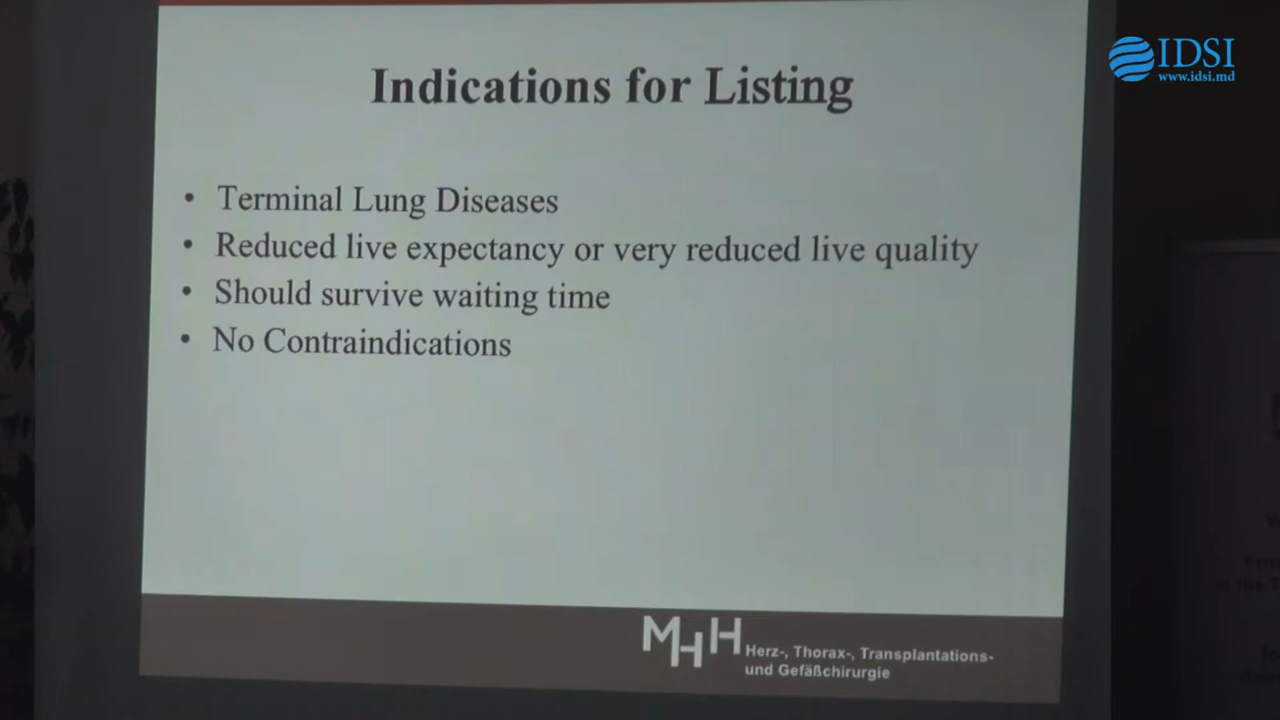 IDSI
www.idsi.md
Indications for Listing
• Terminal Lung Diseases
• Reduced live expectancy or very reduced live quality
• Should survive waiting time
• No Contraindications
MHH
Herz-, Thorax-, Transplantations-
und Gefäßchirurgie